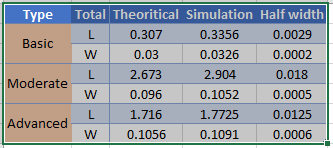 Type Total Theoritical Simulation Half width
Basic L 0.307 0.3356 0.0029
W 0.03 0.0326 0.0002
Moderate L 2.673 2.904 0.018
W 0.096 0.1052 0.0005
Advanced L 1.716 1.7725 0.0125
W 0.1056 0.1091 0.0006